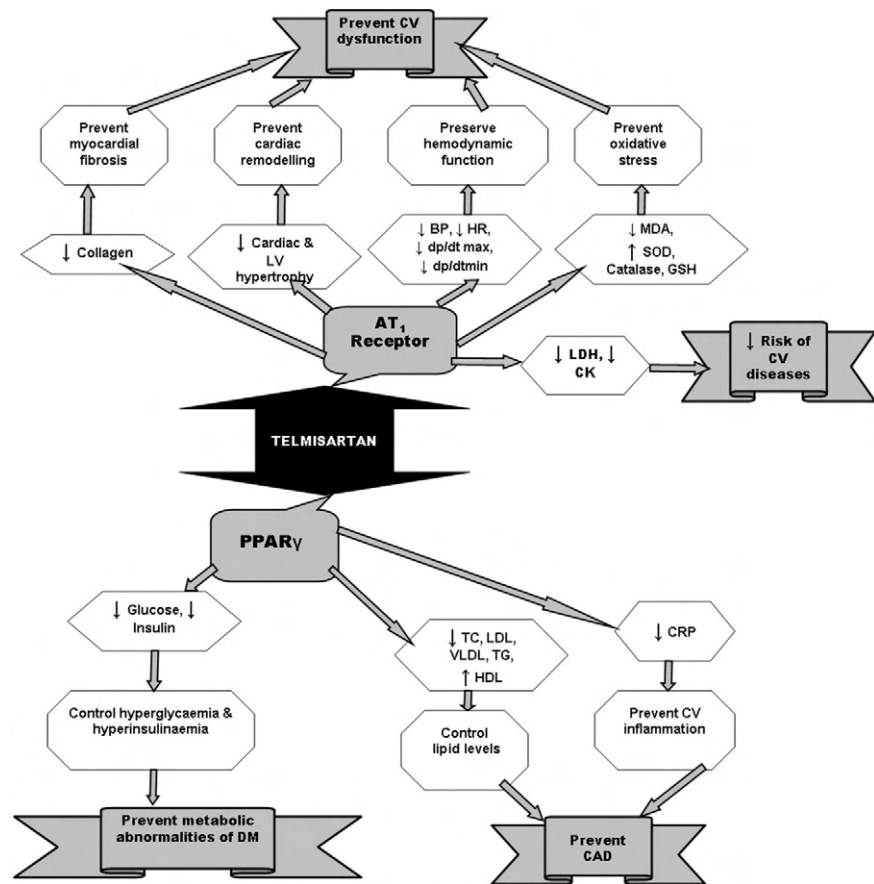 Prevent CV
dysfunction
Prevent
myocardial
fibrosis
Prevent
cardiac
remodelling
Preserve
hemodynamic
function
Prevent
oxidative
stress
↓ Collagen
↓ Cardiac &
LV
hypertrophy
↓ BP, ↓ HR,
↓ dp/dt max,
↓ dp/dtmin
↓ MDA,
↑ SOD,
Catalase, GSH
AT₁
Receptor
↓ LDH, ↓
CK
↓ Risk of
CV
diseases
TELMISARTAN
PPARγ
↓ Glucose, ↓
Insulin
↓ TC, LDL,
VLDL, TG,
↑ HDL
↓ CRP
Control hyperglycaemia &
hyperinsulinaemia
Control
lipid levels
Prevent CV
inflammation
Prevent metabolic
abnormalities of DM
Prevent
CAD